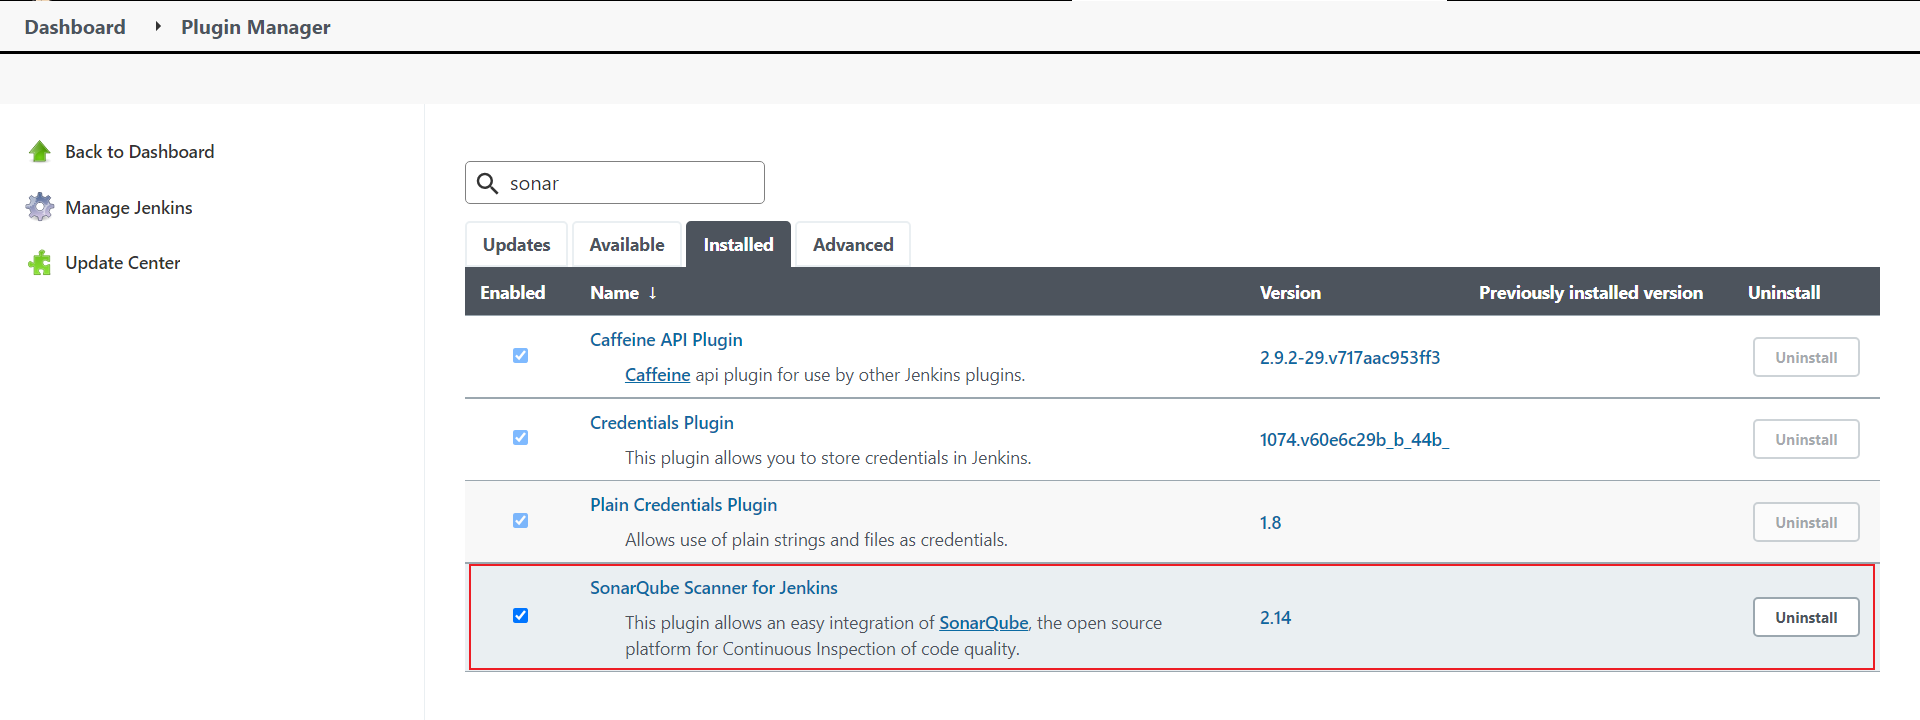 Dashboard Plugin Manager
Back to Dashboard
Manage Jenkins
Update Center
sonar
Updates Available Installed Advanced
Enabled Name ↓ Version Previously installed version Uninstall
Caffeine API Plugin
Caffeine api plugin for use by other Jenkins plugins.
2.9.2-29.v717aac953ff3
Uninstall
Credentials Plugin
This plugin allows you to store credentials in Jenkins.
1074.v60e6c29b_b_44b_
Uninstall
Plain Credentials Plugin
Allows use of plain strings and files as credentials.
1.8
Uninstall
SonarQube Scanner for Jenkins
This plugin allows an easy integration of SonarQube, the open source
platform for Continuous Inspection of code quality.
2.14
Uninstall